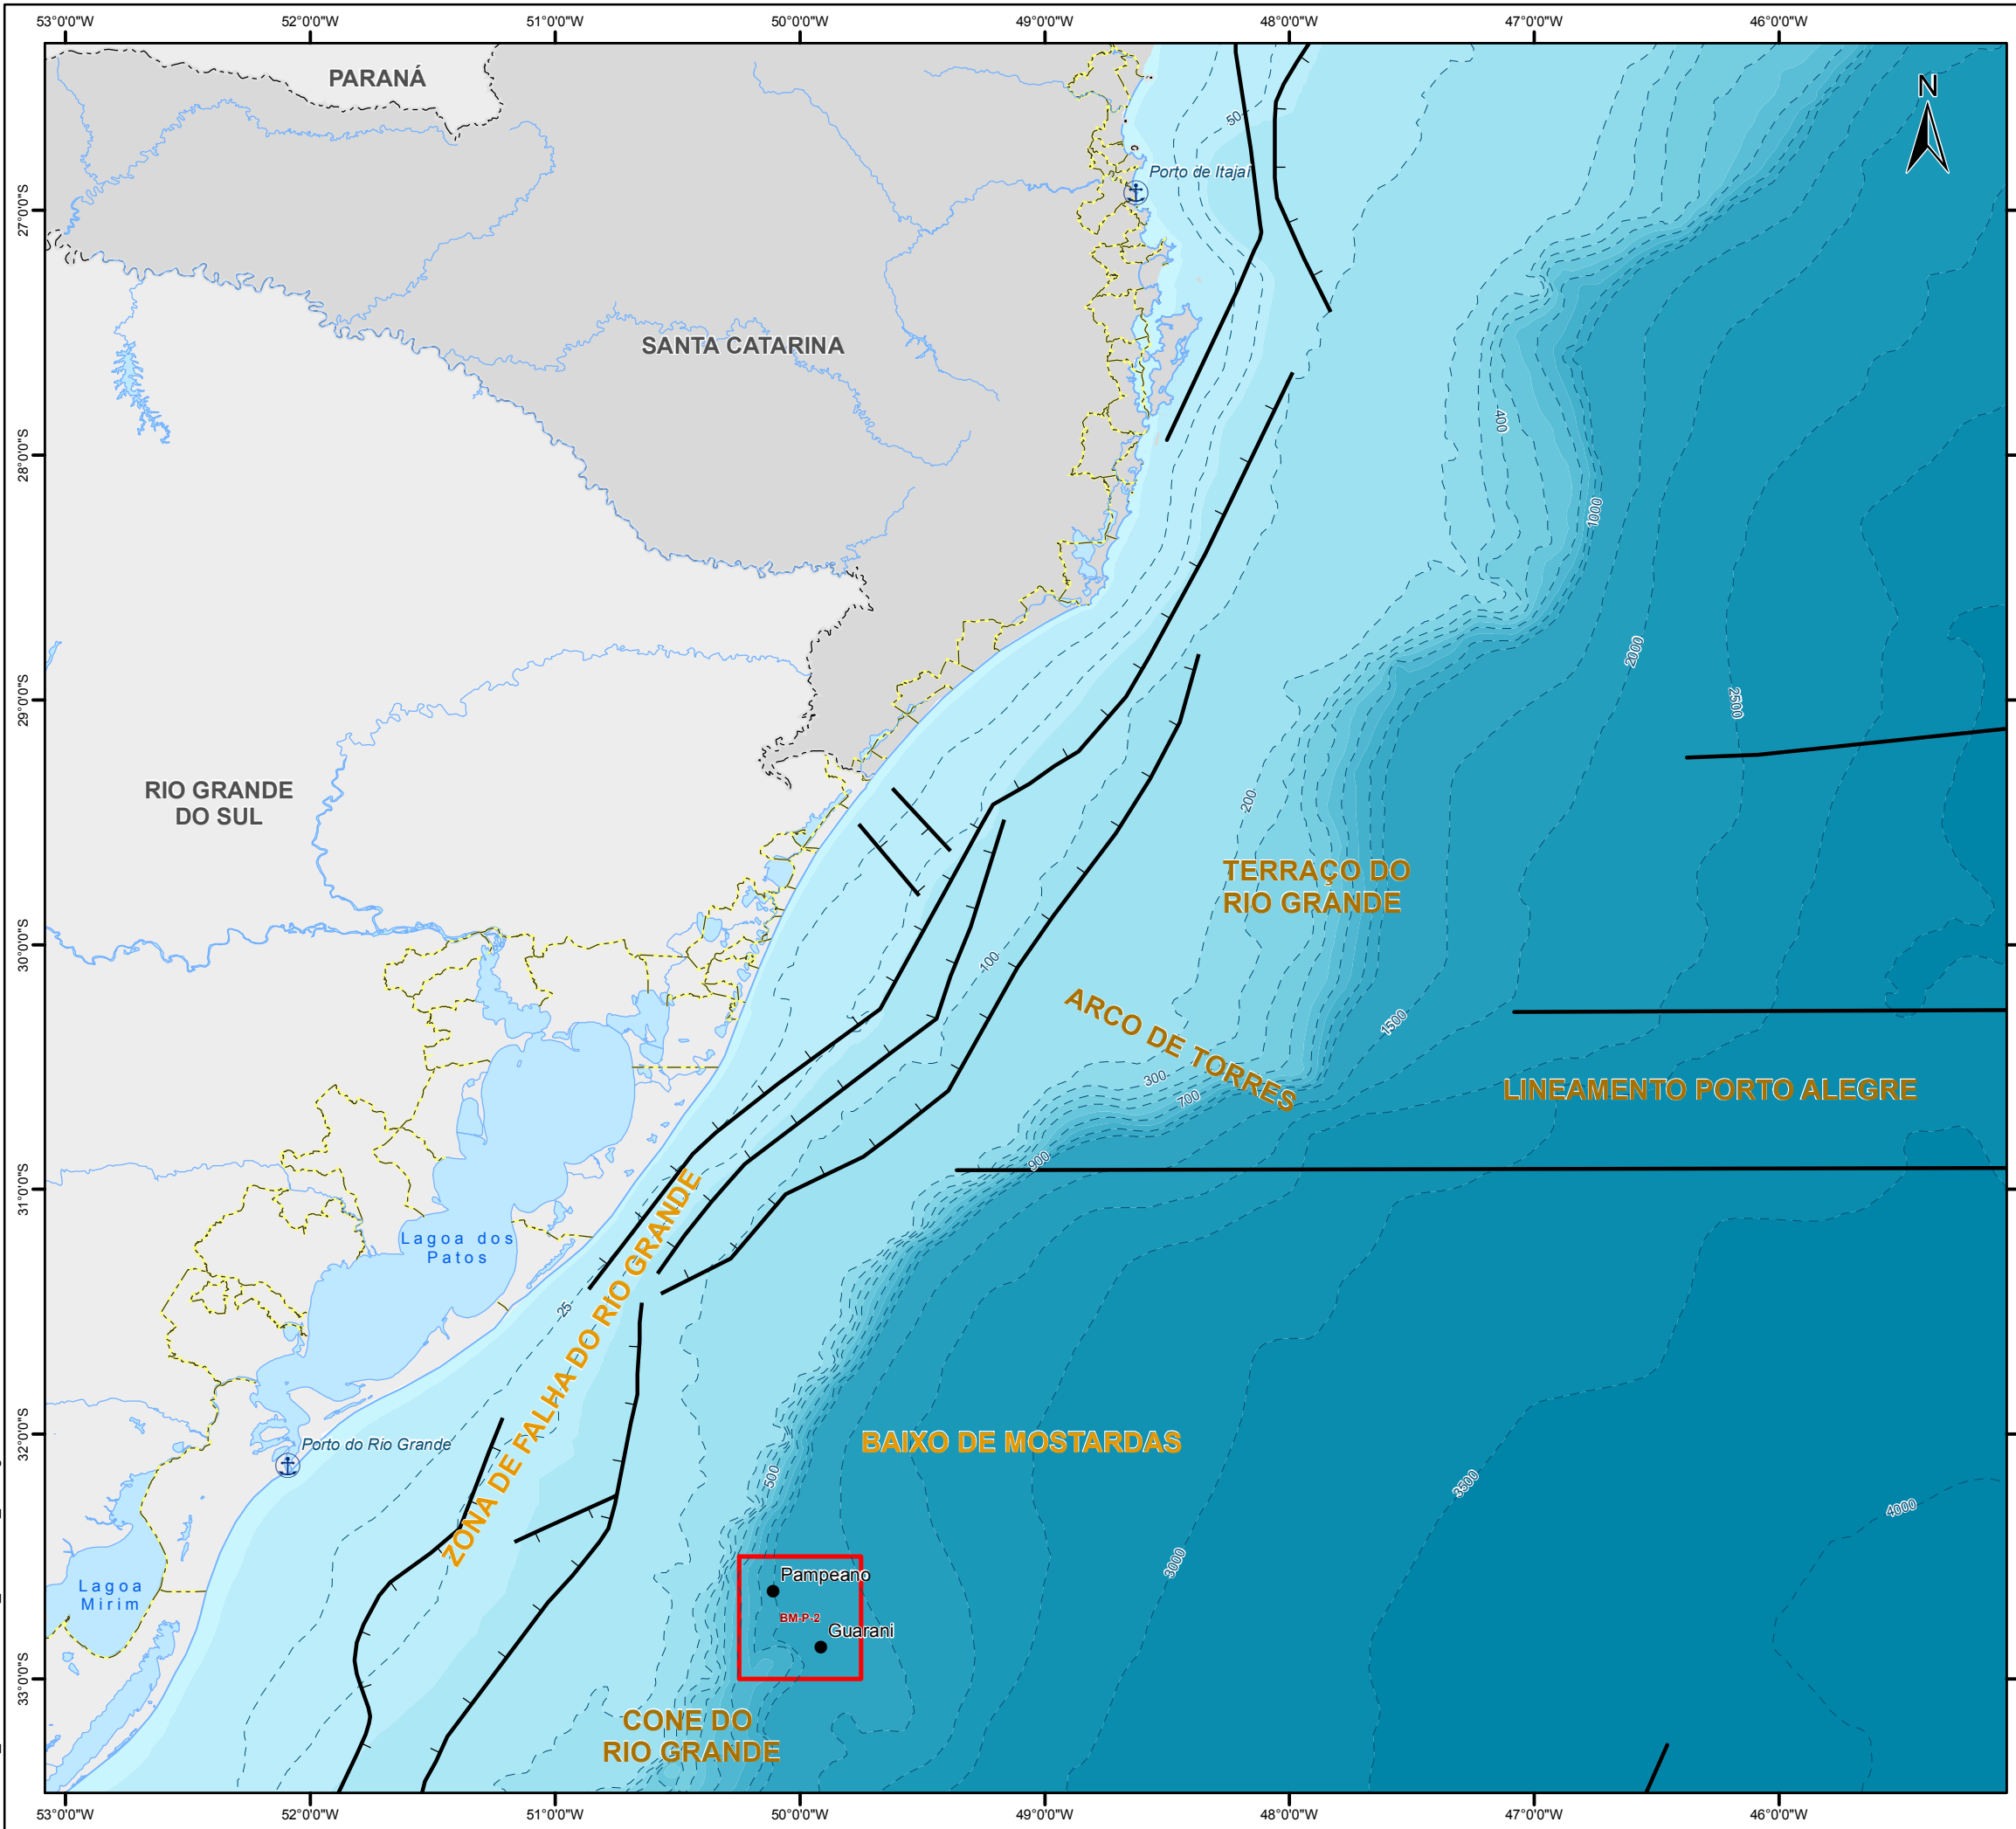 53°0'0"W
52°0'0"W
51°0'0"W
50°0'0"W
49°0'0"W
48°0'0"W
47°0'0"W
46°0'0"W
PARANÁ
N
50
Porto de Itajaí
27°0'0"S
SANTA CATARINA
400
28°0'0"S
1000
2000
2500
29°0'0"S
RIO GRANDE
DO SUL
200
TERRAÇO DO
RIO GRANDE
30°0'0"S
100
ARCO DE TORRES
1500
300
700
LINEAMENTO PORTO ALEGRE
900
31°0'0"S
Lagoa dos
Patos
25
ZONA DE FALHA DO RIO GRANDE
32°0'0"S
Porto do Rio Grande
BAIXO DE MOSTARDAS
500
3500
4000
3000
Pampeano
BM-P-2
Guarani
Lagoa
Mirim
33°0'0"S
CONE DO
RIO GRANDE
53°0'0"W
52°0'0"W
51°0'0"W
50°0'0"W
49°0'0"W
48°0'0"W
47°0'0"W
46°0'0"W